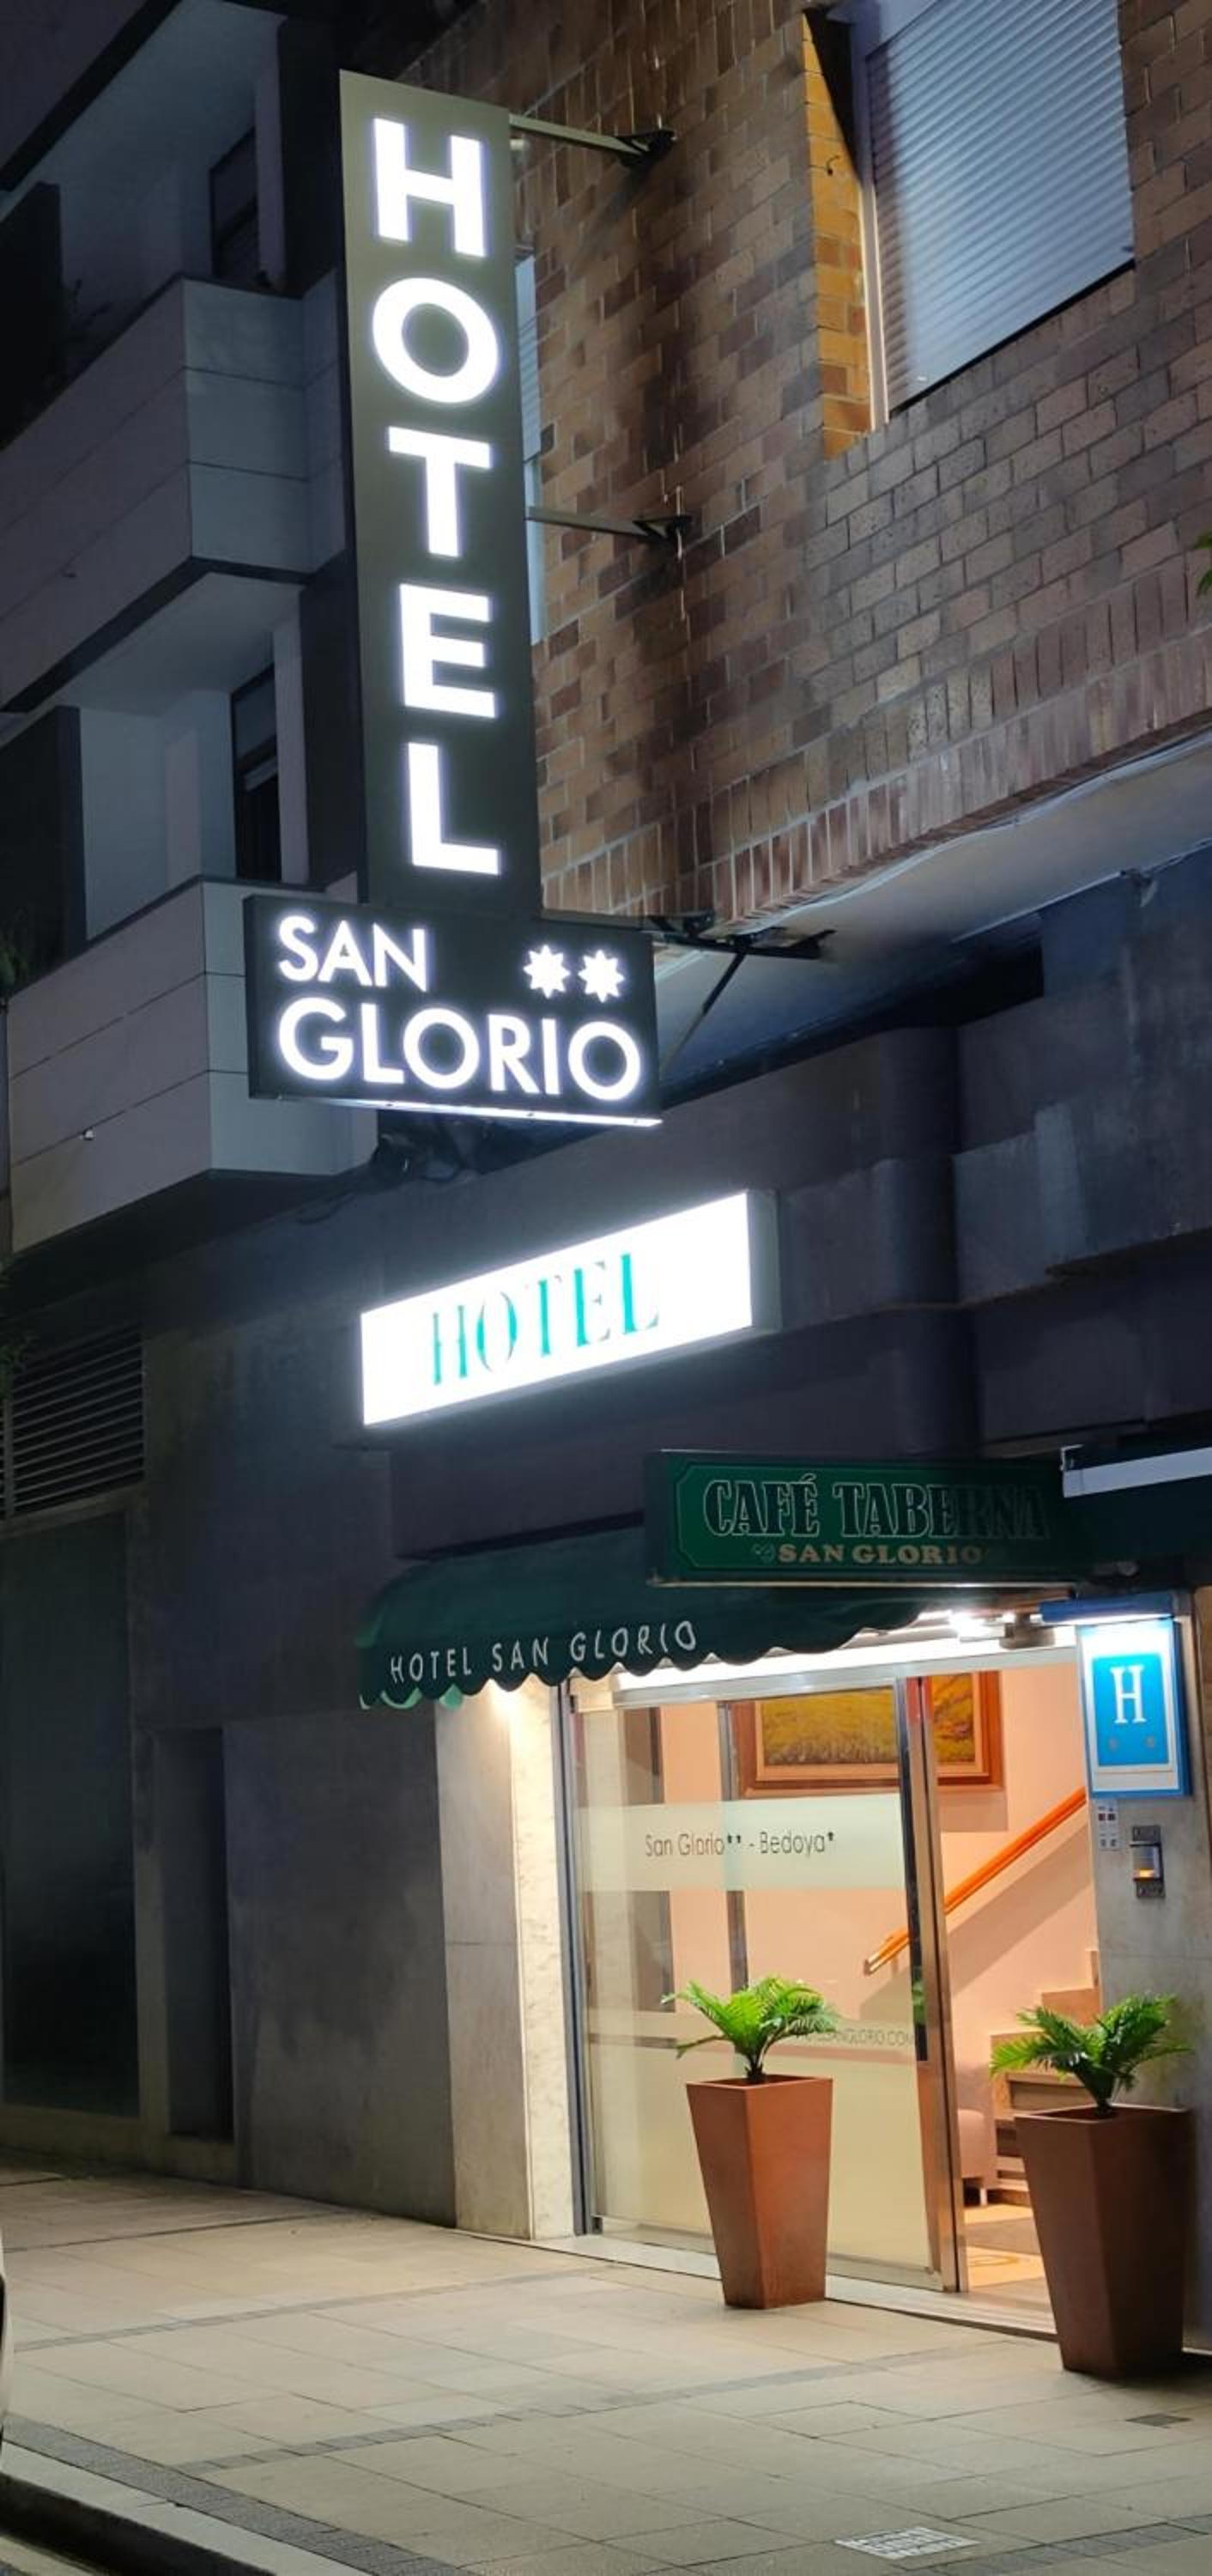 HOTEL
SAN
GLORIO
HOTEL
CAFÉ TABERNA
SAN GLORIO
HOTEL SAN GLORIO
H
San Glorio** - Bedoya*